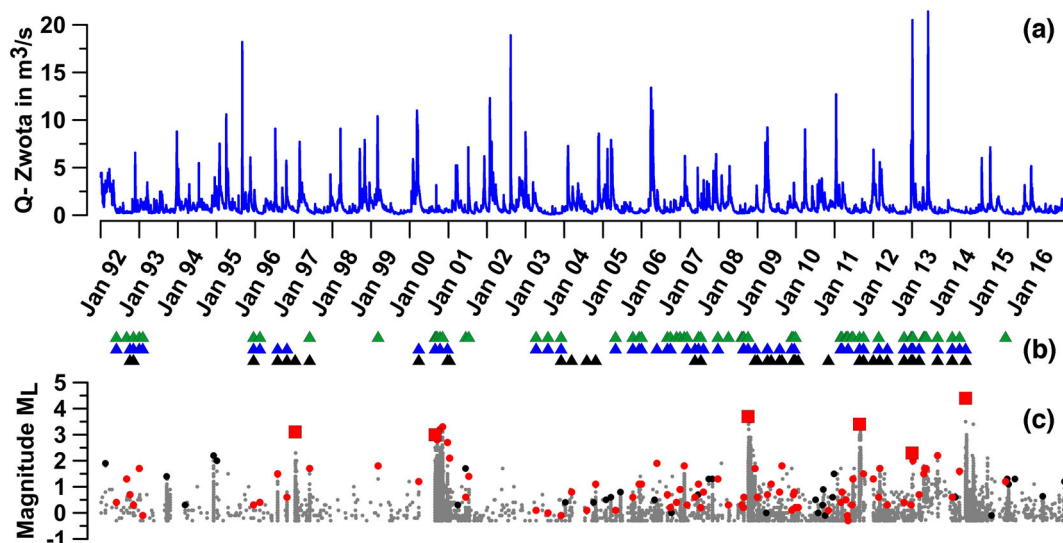 (a)
Q- Zwota in m³/s
20
15
10
5
0
Jan 92
Jan 93
Jan 94
Jan 95
Jan 96
Jan 97
Jan 98
Jan 99
Jan 00
Jan 01
Jan 02
Jan 03
Jan 04
Jan 05
Jan 06
Jan 07
Jan 08
Jan 09
Jan 10
Jan 11
Jan 12
Jan 13
Jan 14
Jan 15
Jan 16
(b)
(c)
Magnitude ML
5
4
3
2
1
0
-1